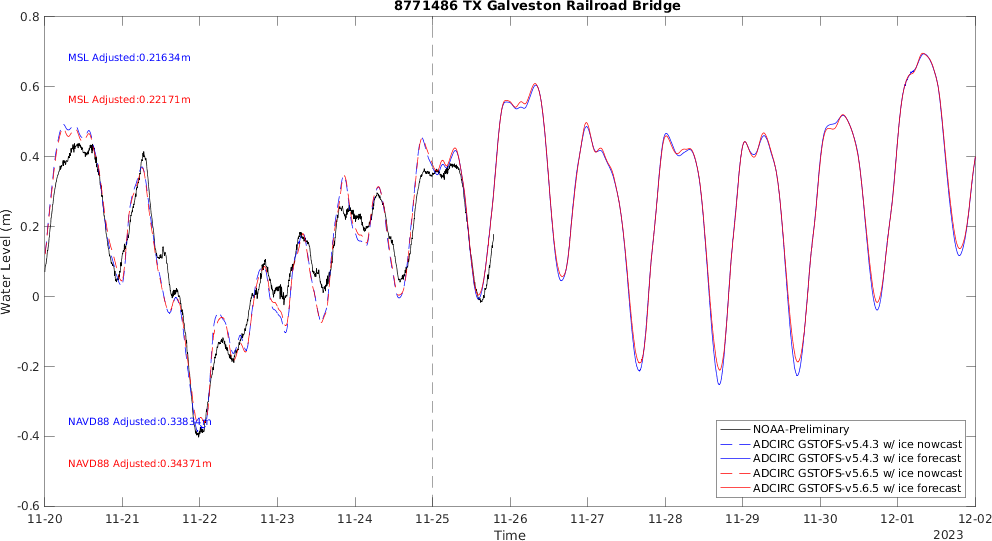 8771486 TX Galveston Railroad Bridge
0.8
0.6
0.4
0.2
0
-0.2
-0.4
-0.6
Water Level (m)
MSL Adjusted:0.21634m
MSL Adjusted:0.22171m
NAVD88 Adjusted:0.33834m
NAVD88 Adjusted:0.34371m
NOAA-Preliminary
ADCIRC GSTOFS-v5.4.3 w/ ice nowcast
ADCIRC GSTOFS-v5.4.3 w/ ice forecast
ADCIRC GSTOFS-v5.6.5 w/ ice nowcast
ADCIRC GSTOFS-v5.6.5 w/ ice forecast
11-20 11-21 11-22 11-23 11-24 11-25 11-26 11-27 11-28 11-29 11-30 12-01 12-02
Time
2023